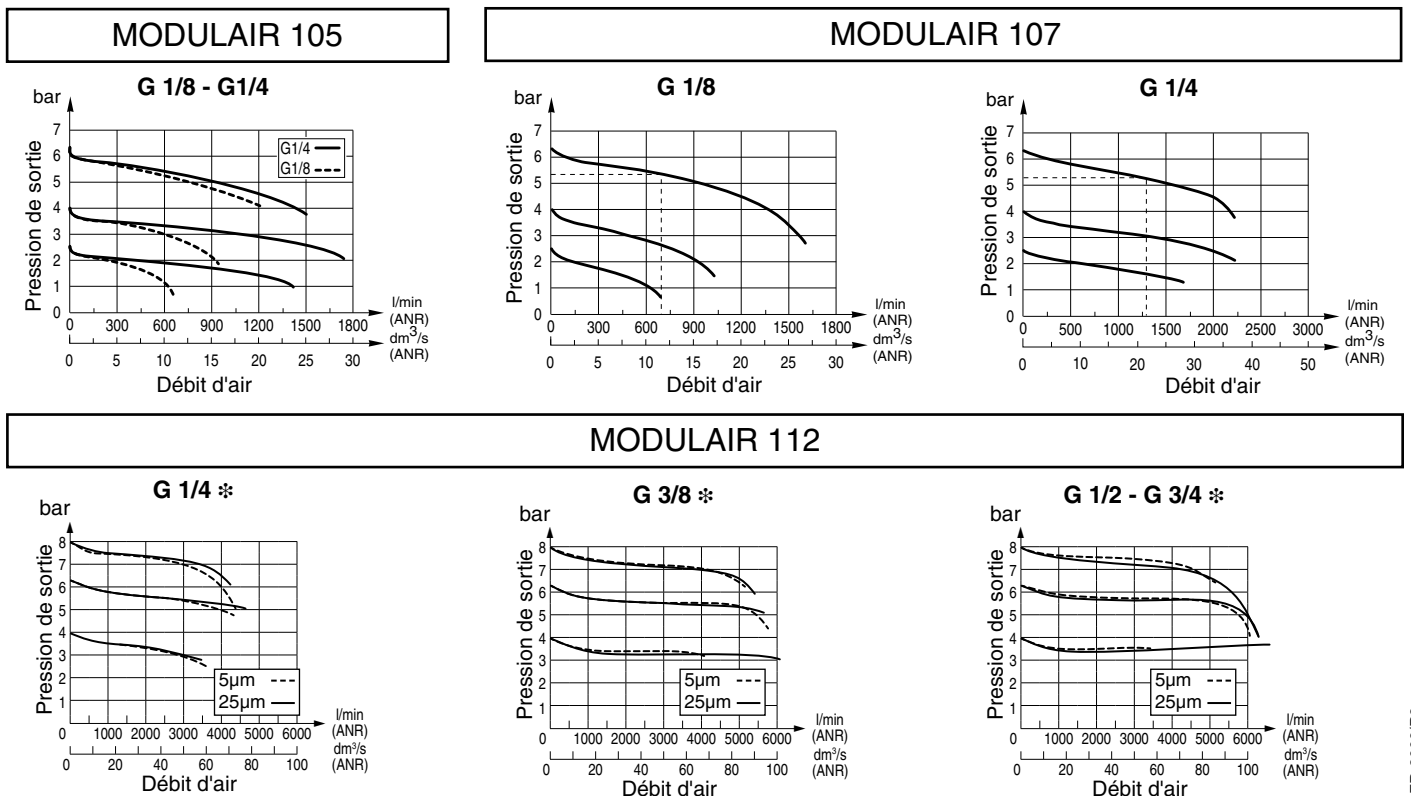 MODULAIR 105
MODULAIR 107
G 1/8 - G1/4
bar
Pression de sortie
7
6
5
4
3
2
1
0
G1/4
G1/8
0 300 600 900 1200 1500 1800
l/min
(ANR)
0 5 10 15 20 25 30
dm³/s
(ANR)
Débit d'air
G 1/8
bar
Pression de sortie
7
6
5
4
3
2
1
0
0 300 600 900 1200 1500 1800
l/min
(ANR)
0 5 10 15 20 25 30
dm³/s
(ANR)
Débit d'air
G 1/4
bar
Pression de sortie
7
6
5
4
3
2
1
0
0 500 1000 1500 2000 2500 3000
l/min
(ANR)
0 10 20 30 40 50
dm³/s
(ANR)
Débit d'air
MODULAIR 112
G 1/4 ✻
bar
Pression de sortie
8
7
6
5
4
3
2
1
5µm
25µm
0 1000 2000 3000 4000 5000 6000
l/min
(ANR)
0 20 40 60 80 100
dm³/s
(ANR)
Débit d'air
G 3/8 ✻
bar
Pression de sortie
8
7
6
5
4
3
2
1
5µm
25µm
0 1000 2000 3000 4000 5000 6000
l/min
(ANR)
0 20 40 60 80 100
dm³/s
(ANR)
Débit d'air
G 1/2 - G 3/4 ✻
bar
Pression de sortie
8
7
6
5
4
3
2
1
5µm
25µm
0 1000 2000 3000 4000 5000 6000
l/min
(ANR)
0 20 40 60 80 100
dm³/s
(ANR)
Débit d'air